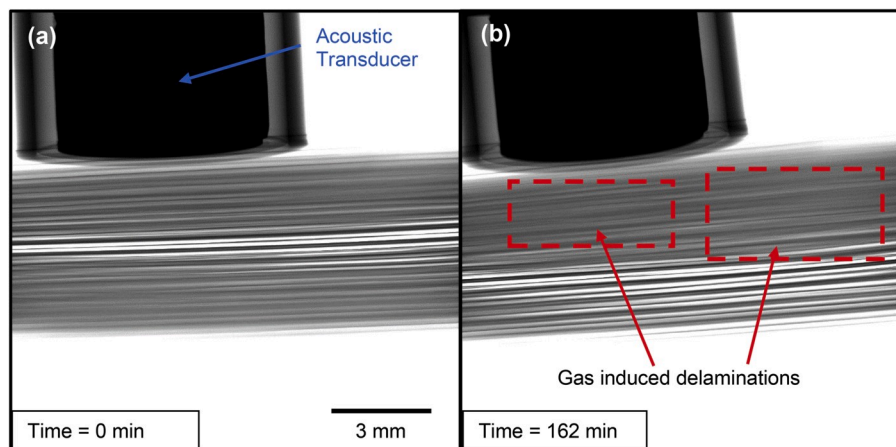 (a)
Acoustic
Transducer
Time = 0 min
3 mm
(b)
Gas induced delaminations
Time = 162 min